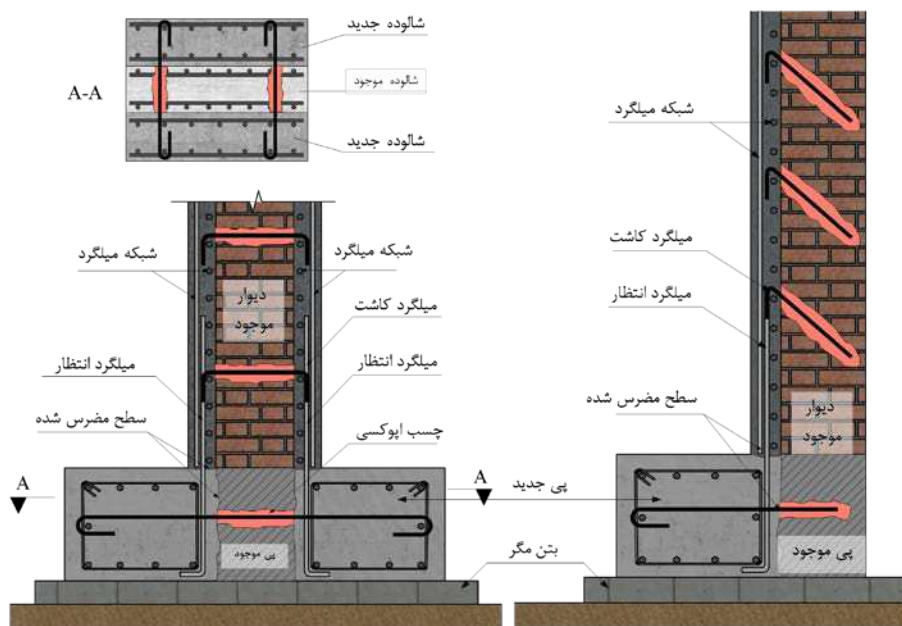 شالوده جدید
شالوده موجود
A-A
شالوده جدید
شبکه میلگرد
شبکه میلگرد
شبکه میلگرد
دیوار
موجود
میلگرد کاشت
میلگرد کاشت
میلگرد انتظار
میلگرد انتظار
میلگرد انتظار
سطح مضرس شده
سطح مضرس شده
چسب اپوکسی
دیوار
موجود
A
A
پی جدید
پی موجود
پی موجود
بتن مگر